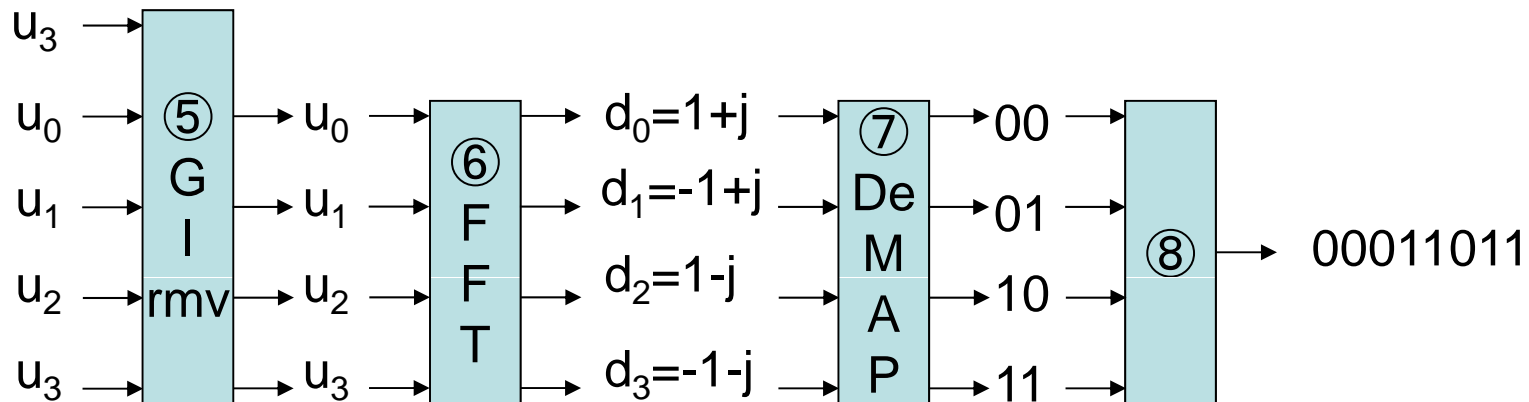 u₃
u₀ ⑤ u₀ d₀=1+j ⑦ 00
G ⑥ De
u₁ I u₁ F d₁=-1+j M 01 ⑧ 00011011
u₂ rmv u₂ F d₂=1-j A 10
T P
u₃ u₃ d₃=-1-j 11